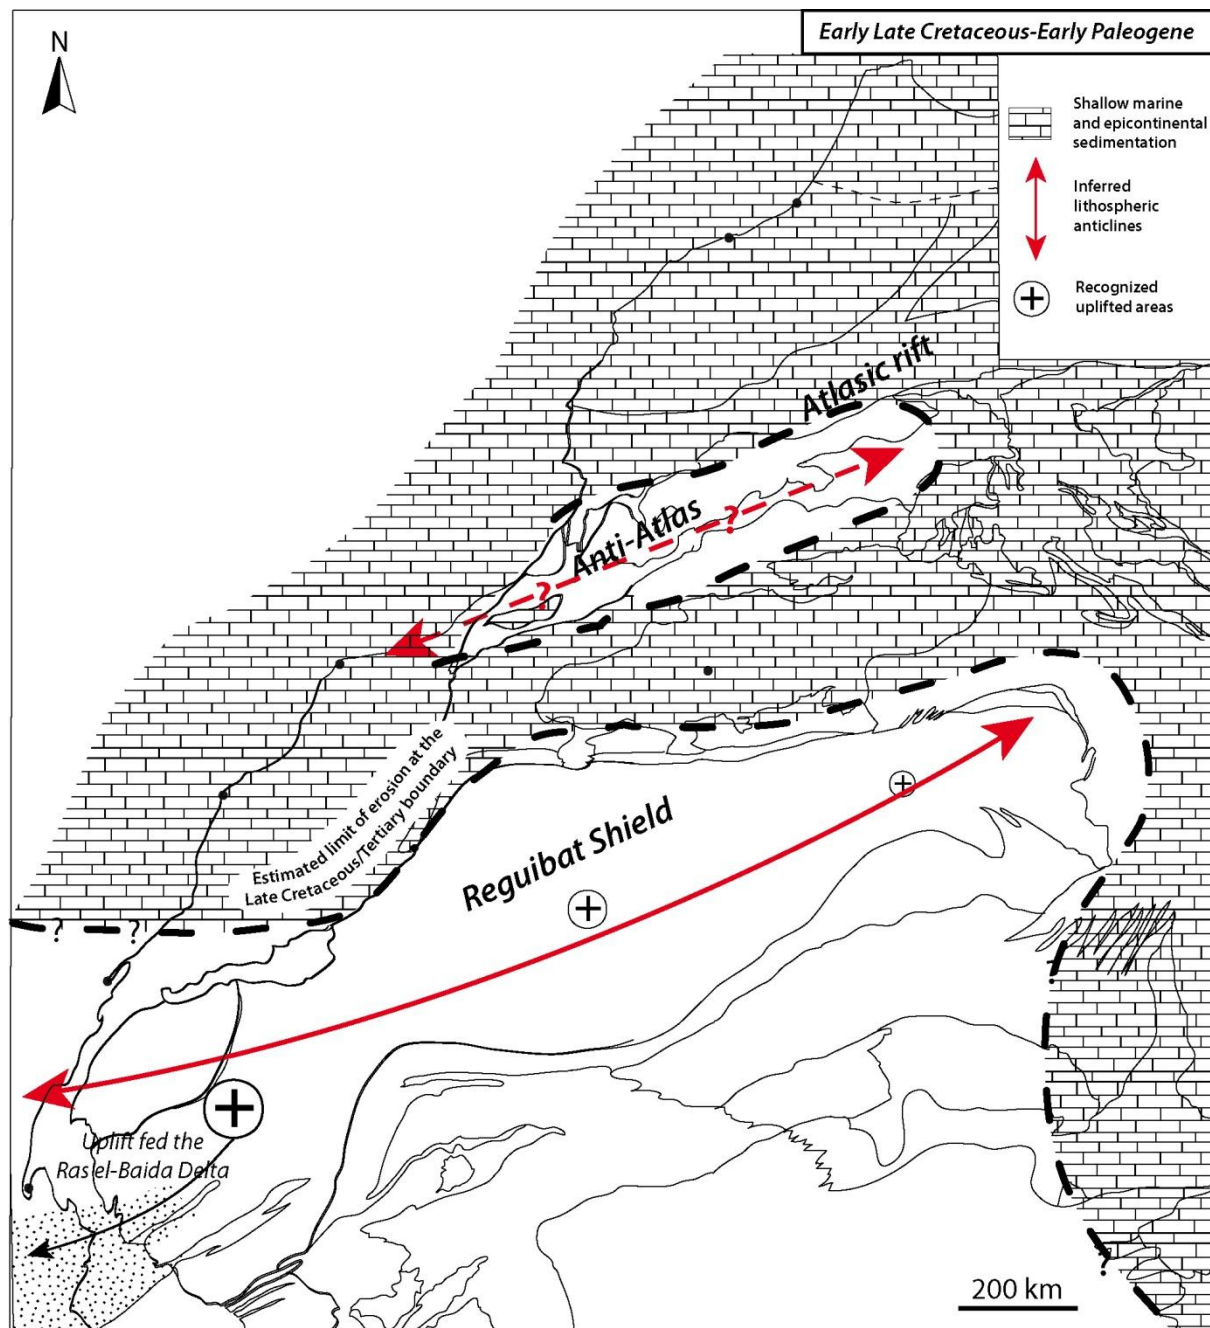 Early Late Cretaceous-Early Paleogene
N
Shallow marine
and epicontinental
sedimentation
Inferred
lithospheric
anticlines
Recognized
uplifted areas
Atlasic rift
Anti-Atlas
?
?
Estimated limit of erosion at the
Late Cretaceous/Tertiary boundary
Reguibat Shield
?
?
Uplift fed the
Ras el-Baida Delta
?
200 km